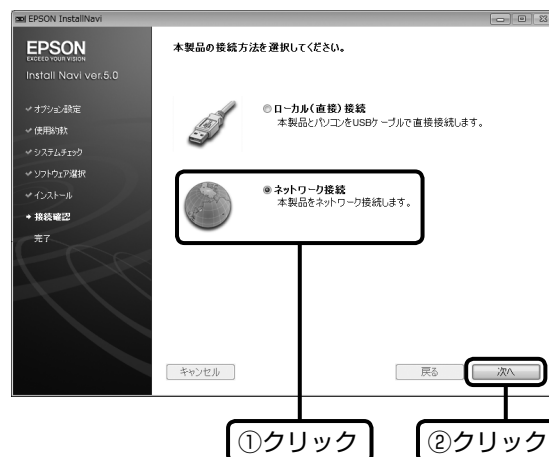 EPSON InstallNavi
EPSON
EXCEED YOUR VISION
Install Navi ver.5.0
オプション設定
使用約款
システムチェック
ソフトウェア選択
インストール
接続確認
完了
本製品の接続方法を選択してください。
ローカル(直接)接続
本製品とパソコンをUSBケーブルで直接接続します。
ネットワーク接続
本製品をネットワーク接続します。
キャンセル
戻る
次へ
①クリック
②クリック